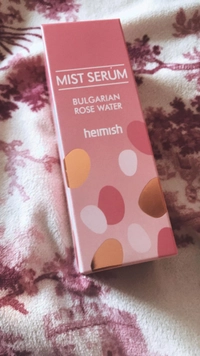 MIST SERUM
BULGARIAN
ROSE WATER
heimish